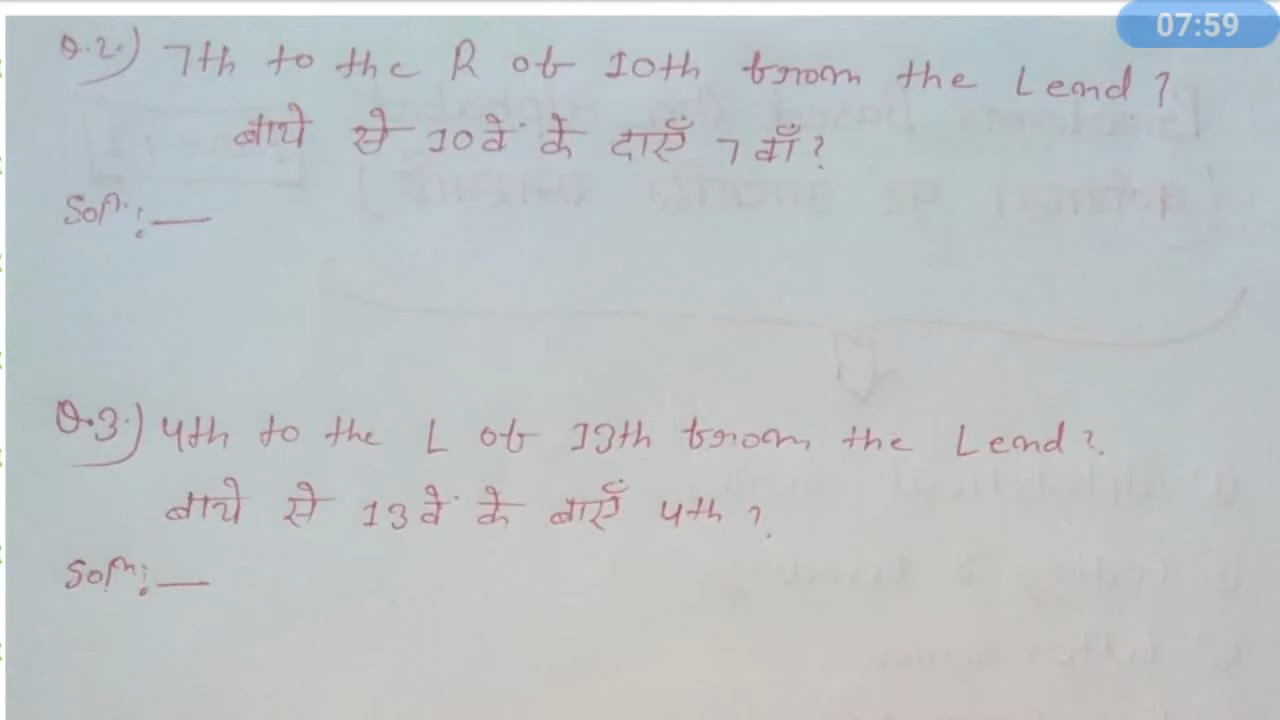 07:59
Q.2.) 7th to the R of 10th from the L end?
बाये से 10वें के दाएँ 7वाँ?
Soln:—
Q.3.) 4th to the L of 13th from the L end?
बाये से 13वें के बाएँ 4th?
Soln:—